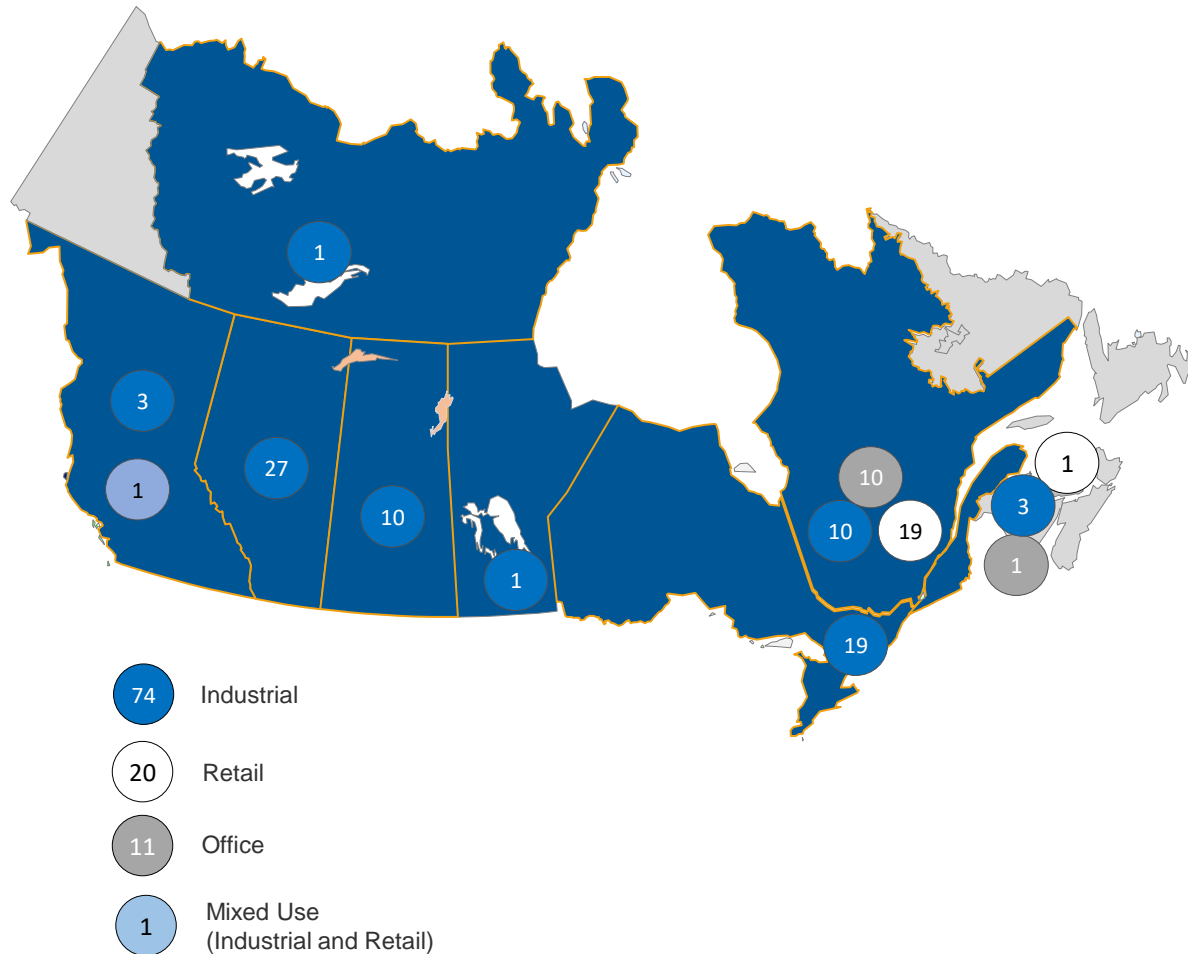 1
3
27
1
10
1
10
1
10
19
3
1
19
74 Industrial
20 Retail
11 Office
1 Mixed Use
(Industrial and Retail)